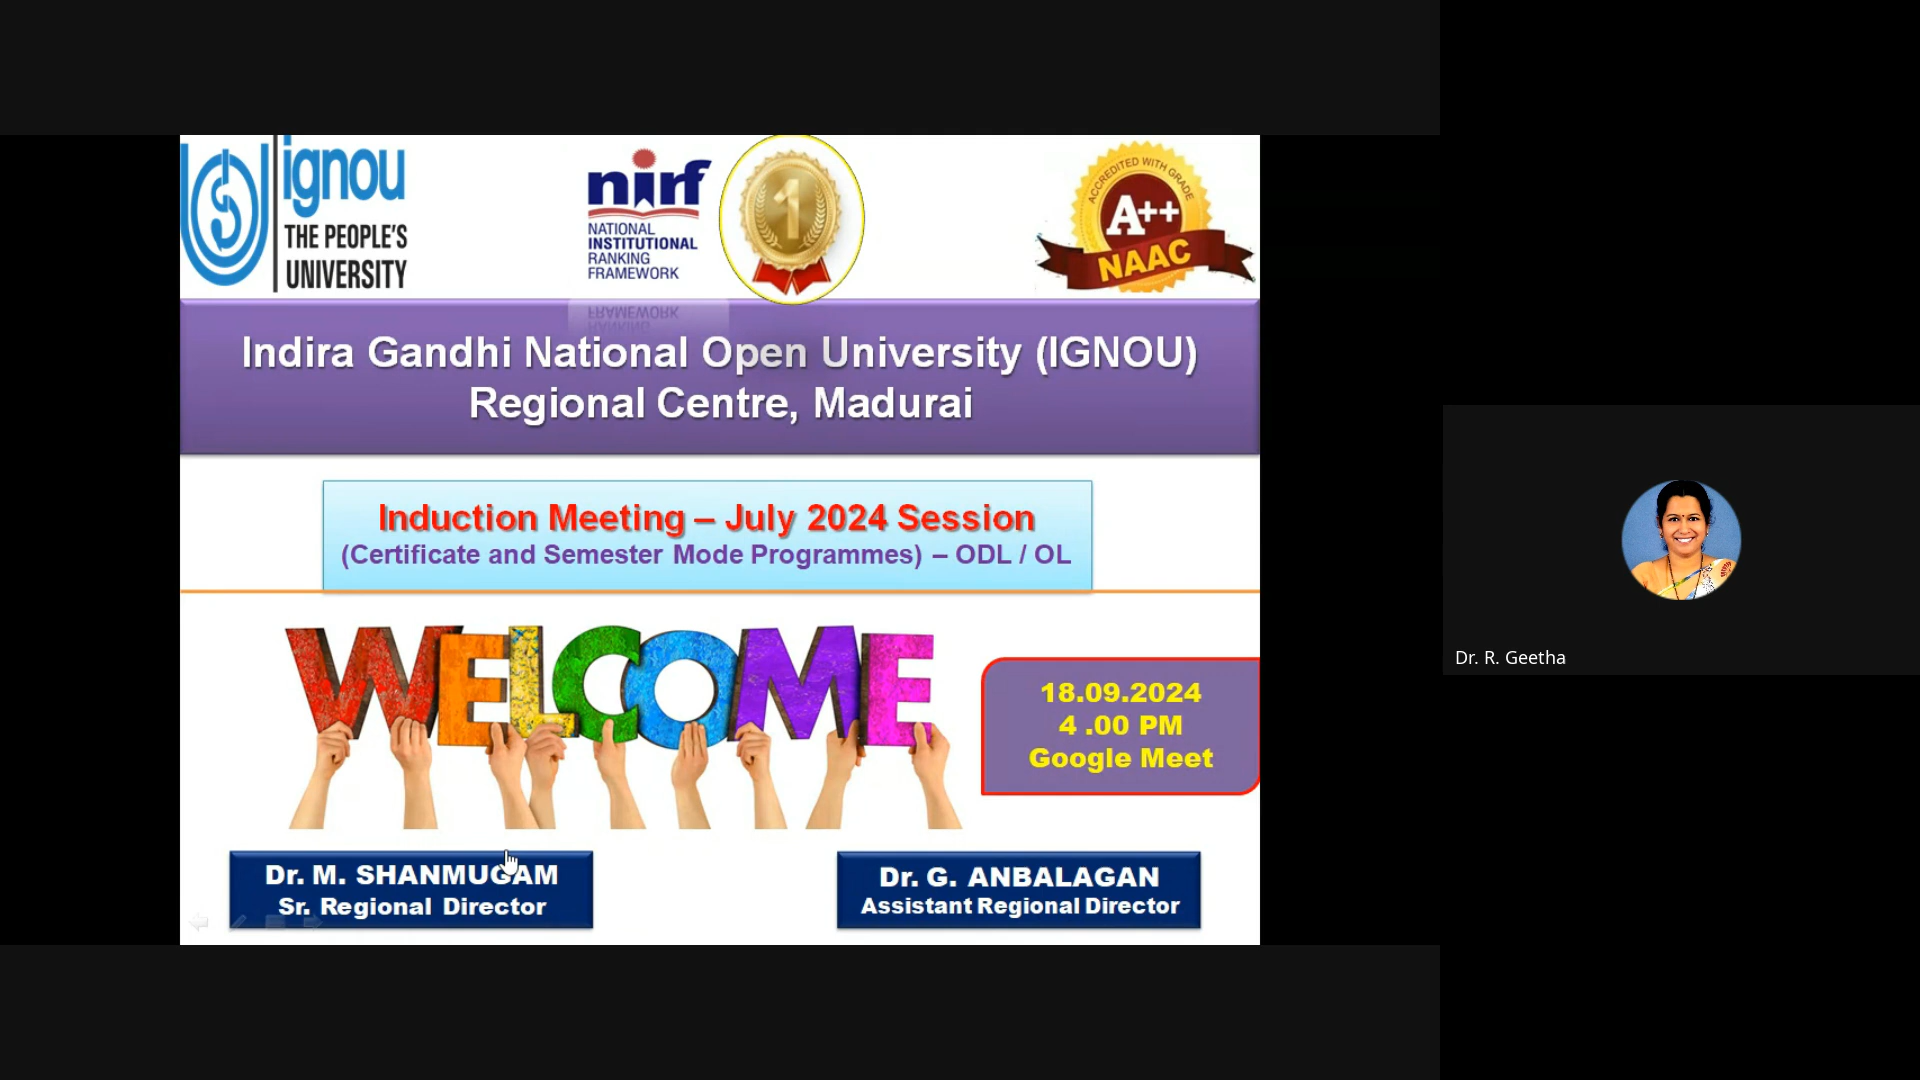 ignou
THE PEOPLE'S
UNIVERSITY
nirf
NATIONAL
INSTITUTIONAL
RANKING
FRAMEWORK
1
ACCREDITED WITH GRADE
A++
NAAC
FRAMEWORK
RANKING
Indira Gandhi National Open University (IGNOU)
Regional Centre, Madurai
Induction Meeting – July 2024 Session
(Certificate and Semester Mode Programmes) – ODL / OL
WELCOME
18.09.2024
4 .00 PM
Google Meet
Dr. M. SHANMUGAM
Sr. Regional Director
Dr. G. ANBALAGAN
Assistant Regional Director
Dr. R. Geetha